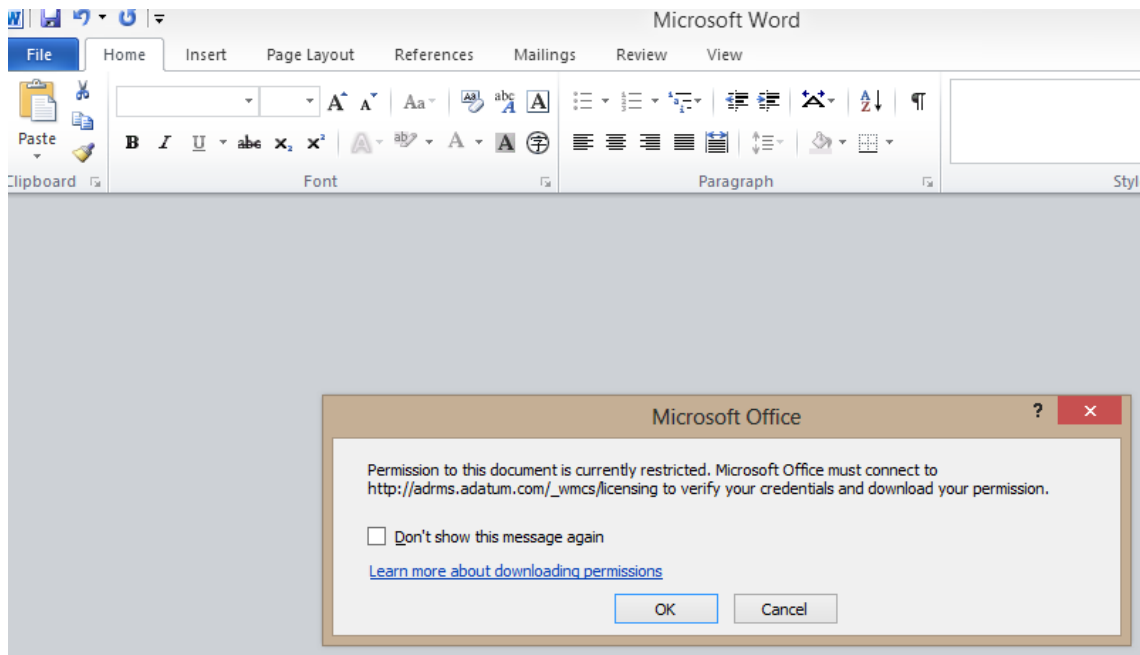 Microsoft Word
File Home Insert Page Layout References Mailings Review View
Paste
Clipboard Font Paragraph Styl
Microsoft Office
Permission to this document is currently restricted. Microsoft Office must connect to
http://adrms.adatum.com/_wmcs/licensing to verify your credentials and download your permission.
Don't show this message again
Learn more about downloading permissions
OK Cancel